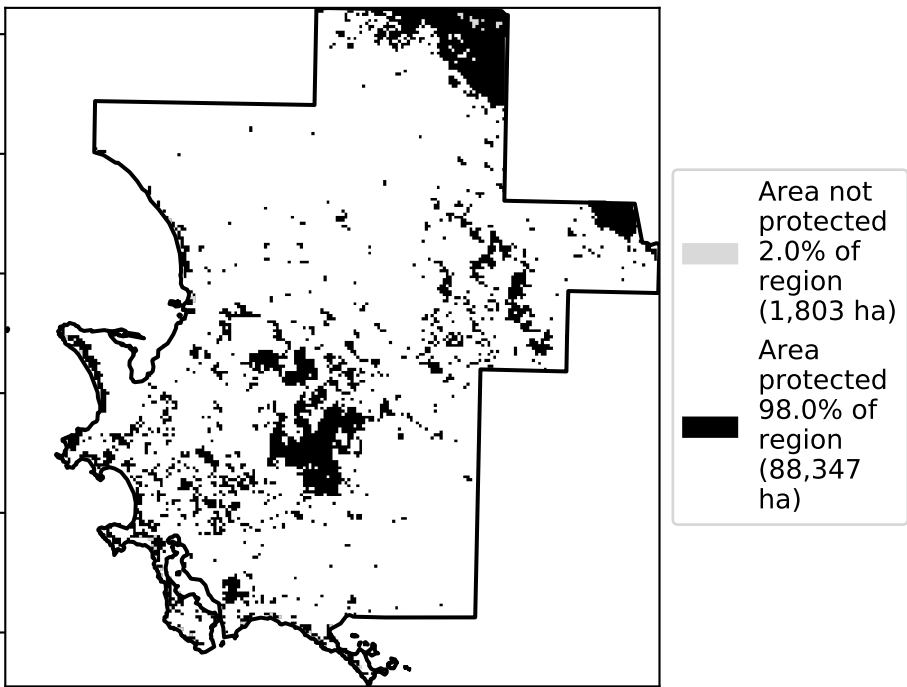 Area not
protected
2.0% of
region
(1,803 ha)
Area
protected
98.0% of
region
(88,347
ha)